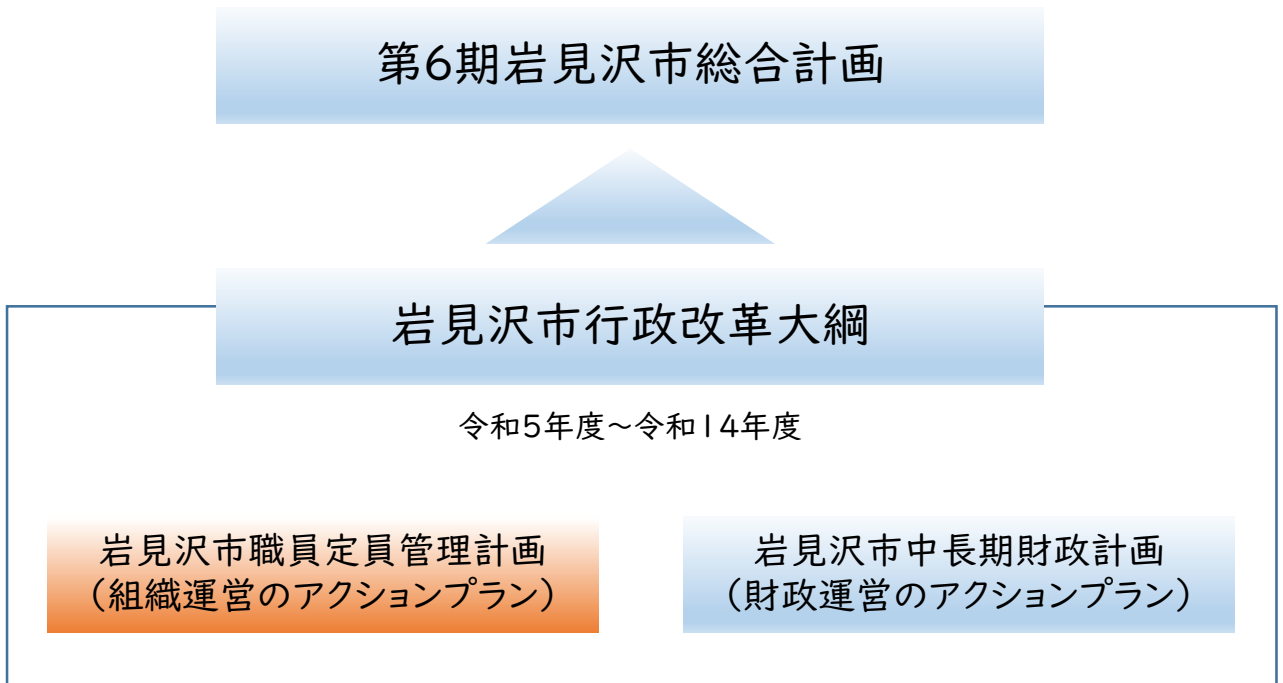 第6期岩見沢市総合計画
岩見沢市行政改革大綱
令和5年度～令和14年度
岩見沢市職員定員管理計画
（組織運営のアクションプラン）
岩見沢市中長期財政計画
（財政運営のアクションプラン）